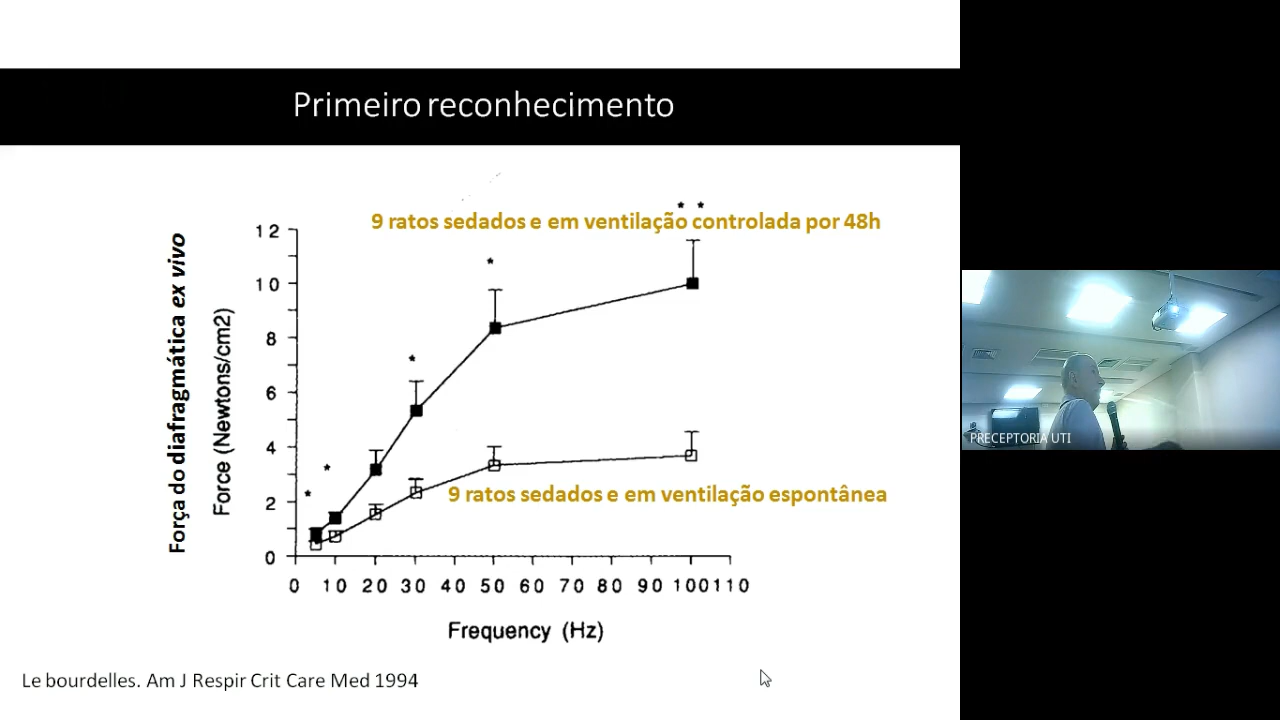 Primeiro reconhecimento
9 ratos sedados e em ventilação controlada por 48h
Força do diafragmática ex vivo
Force (Newtons/cm2)
12
10
8
6
4
2
0
* *
*
*
*
*
9 ratos sedados e em ventilação espontânea
0 10 20 30 40 50 60 70 80 90 100 110
Frequency (Hz)
Le bourdelles. Am J Respir Crit Care Med 1994
PRECEPTORIA UTI